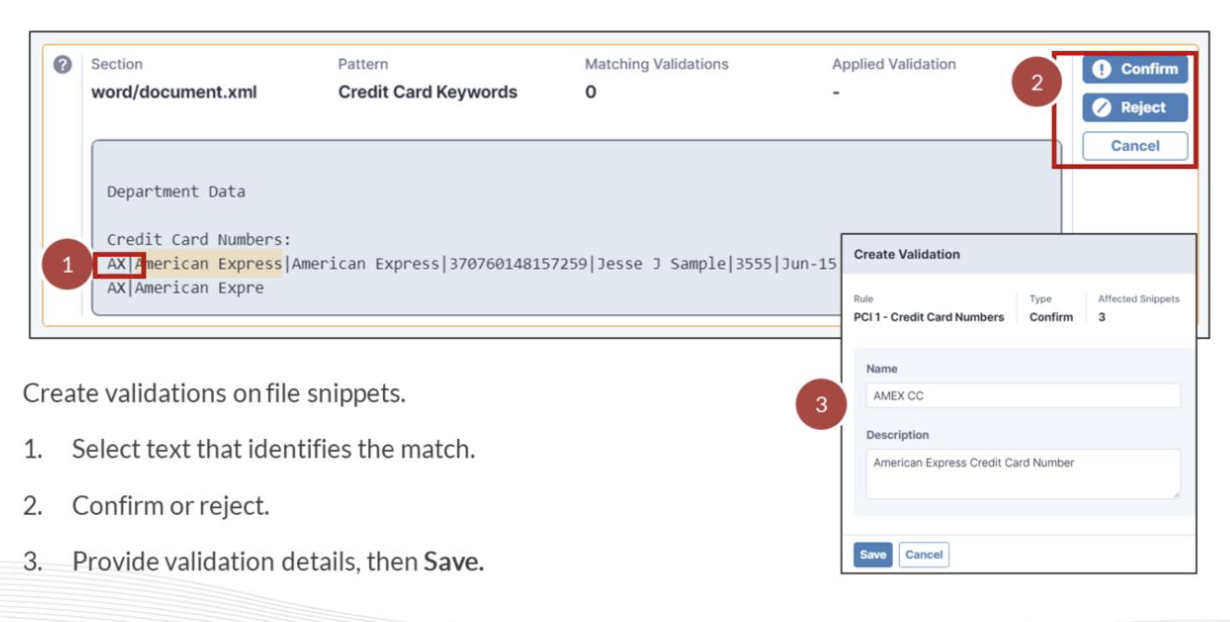 Section Pattern Matching Validations Applied Validation
word/document.xml Credit Card Keywords 0 -
2
Confirm
Reject
Cancel
Department Data
Credit Card Numbers:
1
AX|American Express|American Express|370760148157259|Jesse J Sample|3555|Jun-15
AX|American Expre
Create Validation
Rule Type Affected Snippets
PCI 1 - Credit Card Numbers Confirm 3
3
Name
AMEX CC
Description
American Express Credit Card Number
Save Cancel
Create validations on file snippets.
1. Select text that identifies the match.
2. Confirm or reject.
3. Provide validation details, then Save.